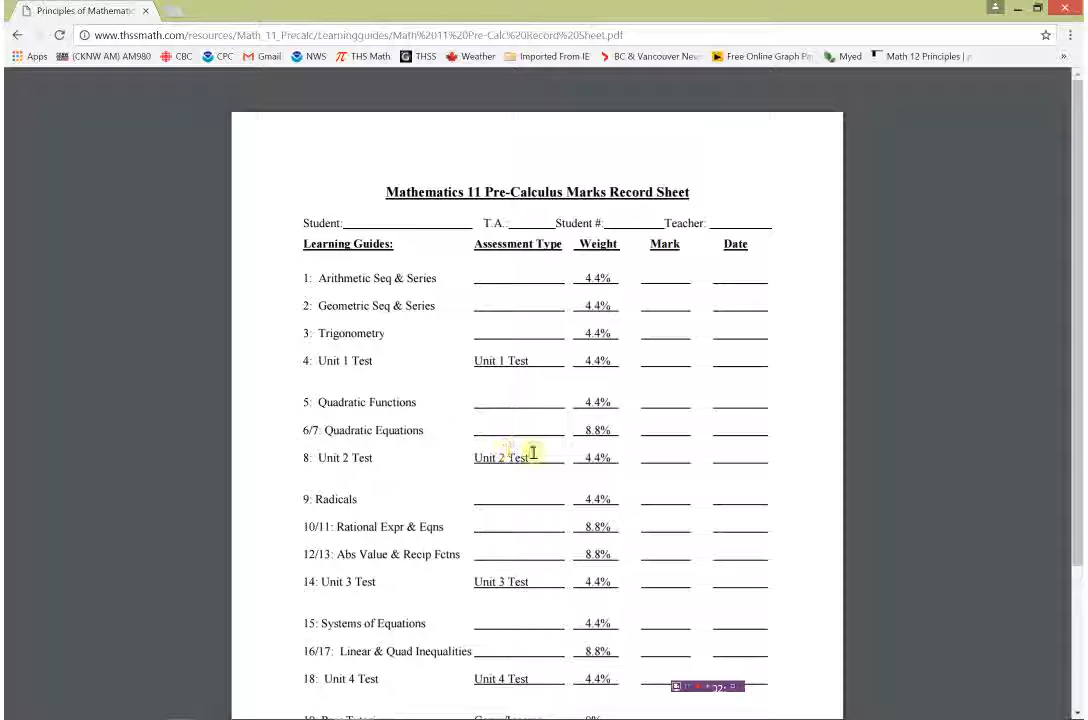 Principles of Mathematic
www.thssmath.com/resources/Math_11_Precalc/Learningguides/Math%2011%20Pre-Calc%20Record%20Sheet.pdf
Apps (CKNW AM) AM980 CBC CPC Gmail NWS THS Math THSS Weather Imported From IE BC & Vancouver New Free Online Graph Pa Myed Math 12 Principles | »
Mathematics 11 Pre-Calculus Marks Record Sheet
Student: T.A.: Student #: Teacher:
Learning Guides: Assessment Type Weight Mark Date
1: Arithmetic Seq & Series 4.4%
2: Geometric Seq & Series 4.4%
3: Trigonometry 4.4%
4: Unit 1 Test Unit 1 Test 4.4%
5: Quadratic Functions 4.4%
6/7: Quadratic Equations 8.8%
8: Unit 2 Test Unit 2 Test 4.4%
9: Radicals 4.4%
10/11: Rational Expr & Eqns 8.8%
12/13: Abs Value & Recip Fctns 8.8%
14: Unit 3 Test Unit 3 Test 4.4%
15: Systems of Equations 4.4%
16/17: Linear & Quad Inequalities 8.8%
18: Unit 4 Test Unit 4 Test 4.4%